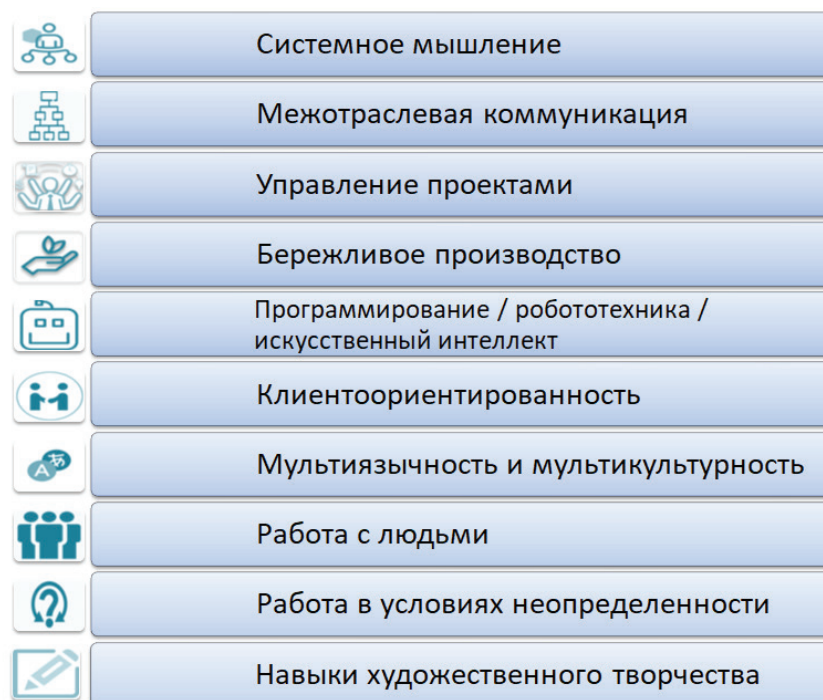 Системное мышление
Межотраслевая коммуникация
Управление проектами
Бережливое производство
Программирование / робототехника /
искусственный интеллект
Клиентоориентированность
A あ
Мультиязычность и мультикультурность
Работа с людьми
?
Работа в условиях неопределенности
Навыки художественного творчества